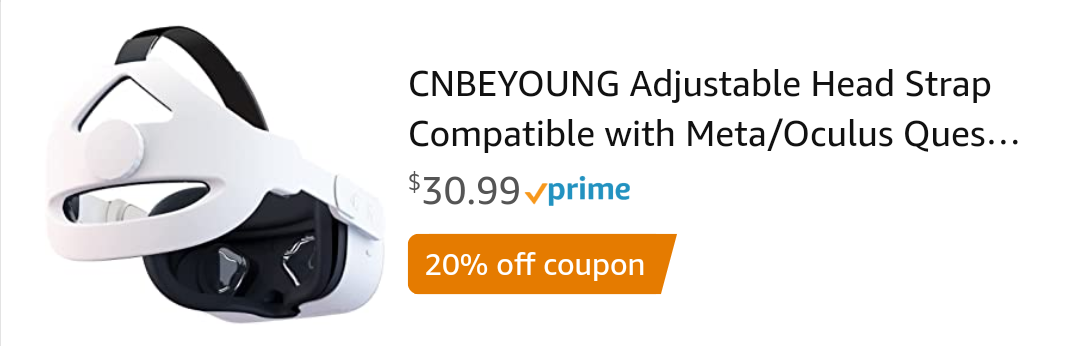 CNBEYOUNG Adjustable Head Strap
Compatible with Meta/Oculus Ques...
$30.99 prime
20% off coupon